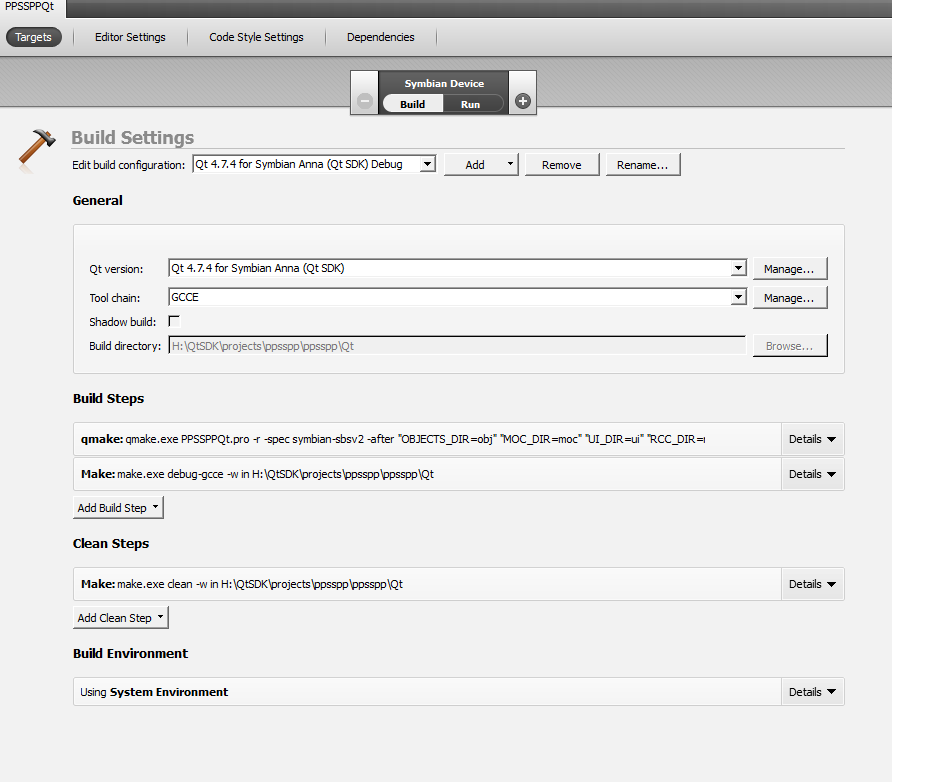 PPSSPPQt
Targets Editor Settings Code Style Settings Dependencies
Symbian Device
Build Run
Build Settings
Edit build configuration: Qt 4.7.4 for Symbian Anna (Qt SDK) Debug Add Remove Rename...
General
Qt version: Qt 4.7.4 for Symbian Anna (Qt SDK) Manage...
Tool chain: GCCE Manage...
Shadow build:
Build directory: H:\QtSDK\projects\ppsspp\ppsspp\Qt Browse...
Build Steps
qmake: qmake.exe PPSSPPQt.pro -r -spec symbian-sbsv2 -after "OBJECTS_DIR=obj" "MOC_DIR=moc" "UI_DIR=ui" "RCC_DIR=r Details
Make: make.exe debug-gcce -w in H:\QtSDK\projects\ppsspp\ppsspp\Qt Details
Add Build Step
Clean Steps
Make: make.exe clean -w in H:\QtSDK\projects\ppsspp\ppsspp\Qt Details
Add Clean Step
Build Environment
Using System Environment Details